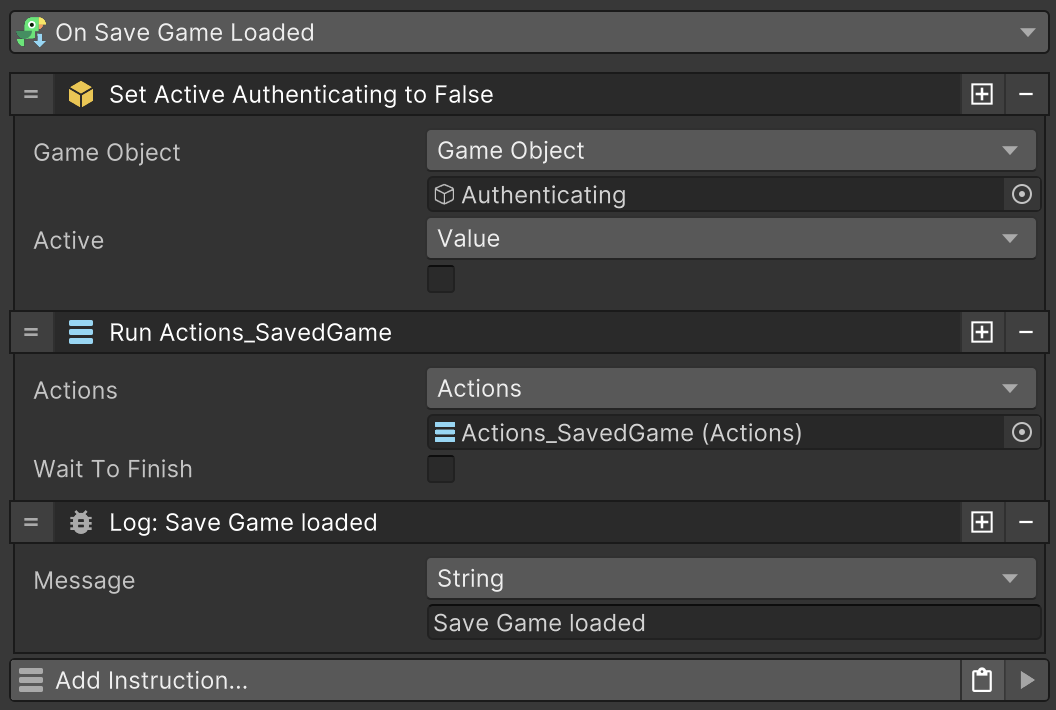 On Save Game Loaded
Set Active Authenticating to False
Game Object
Game Object
Authenticating
Active
Value
Run Actions_SavedGame
Actions
Actions
Actions_SavedGame (Actions)
Wait To Finish
Log: Save Game loaded
Message
String
Save Game loaded
Add Instruction...